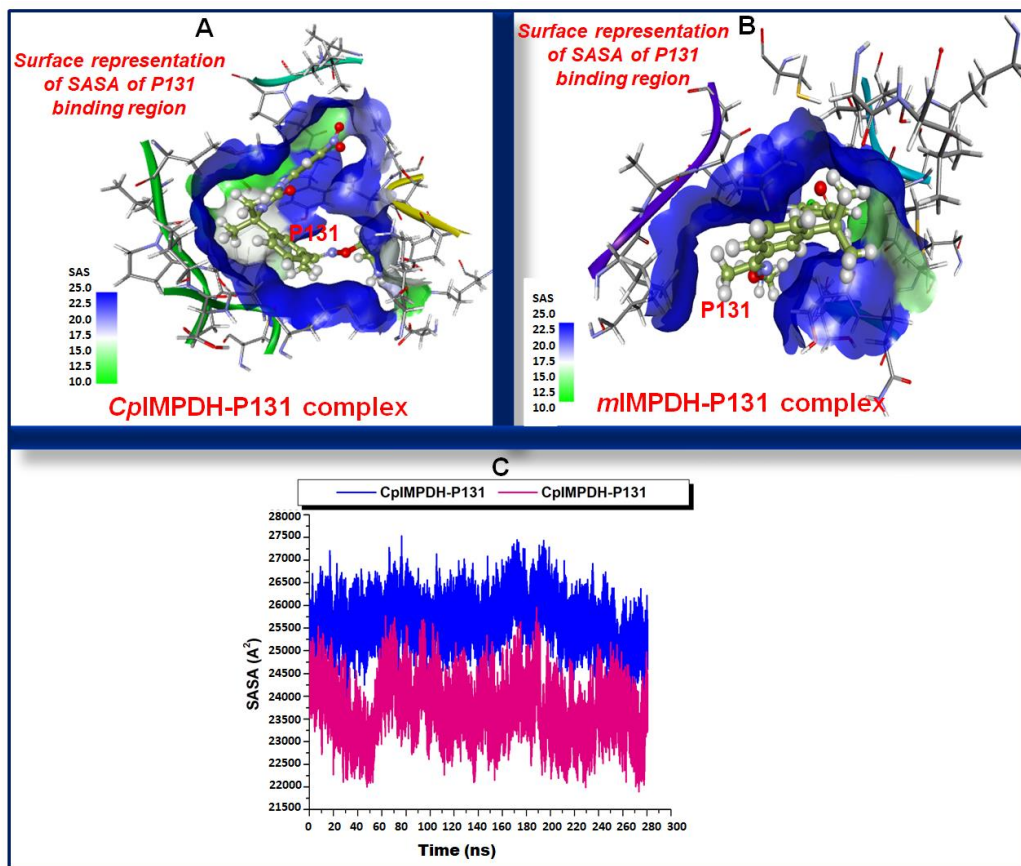 A
Surface representation
of SASA of P131
binding region
P131
SAS
25.0
22.5
20.0
17.5
15.0
12.5
10.0
CpIMPDH-P131 complex
B
Surface representation
of SASA of P131
binding region
P131
SAS
25.0
22.5
20.0
17.5
15.0
12.5
10.0
mIMPDH-P131 complex
C
CpIMPDH-P131 CpIMPDH-P131
28000
27500
27000
26500
26000
25500
25000
24500
24000
23500
23000
22500
22000
21500
SASA (A²)
0 20 40 60 80 100 120 140 160 180 200 220 240 260 280 300
Time (ns)